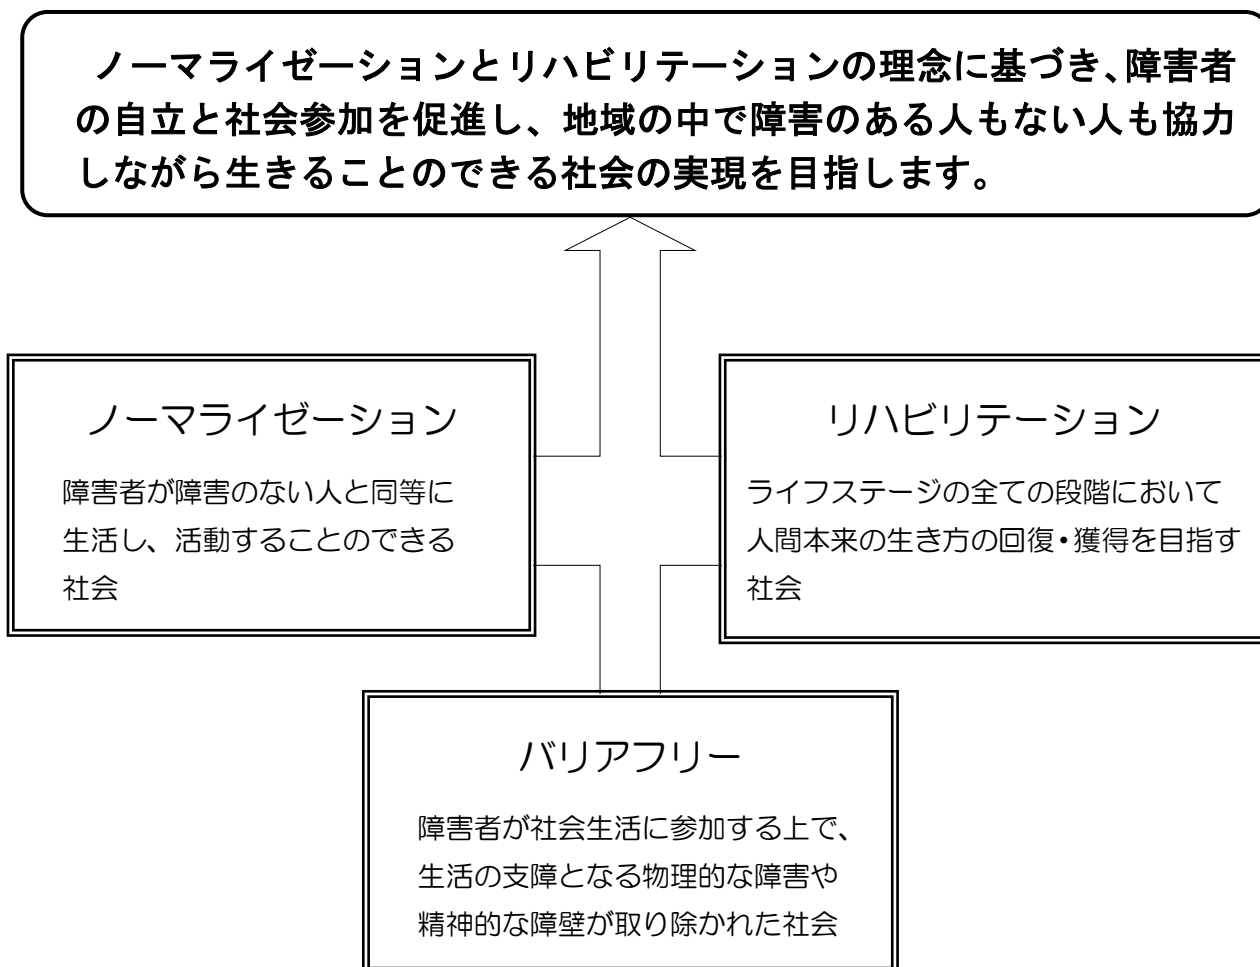 ノーマライゼーションとリハビリテーションの理念に基づき、障害者
の自立と社会参加を促進し、地域の中で障害のある人もない人も協力
しながら生きることのできる社会の実現を目指します。
ノーマライゼーション
障害者が障害のない人と同等に
生活し、活動することのできる
社会
リハビリテーション
ライフステージの全ての段階において
人間本来の生き方の回復・獲得を目指す
社会
バリアフリー
障害者が社会生活に参加する上で、
生活の支障となる物理的な障害や
精神的な障壁が取り除かれた社会